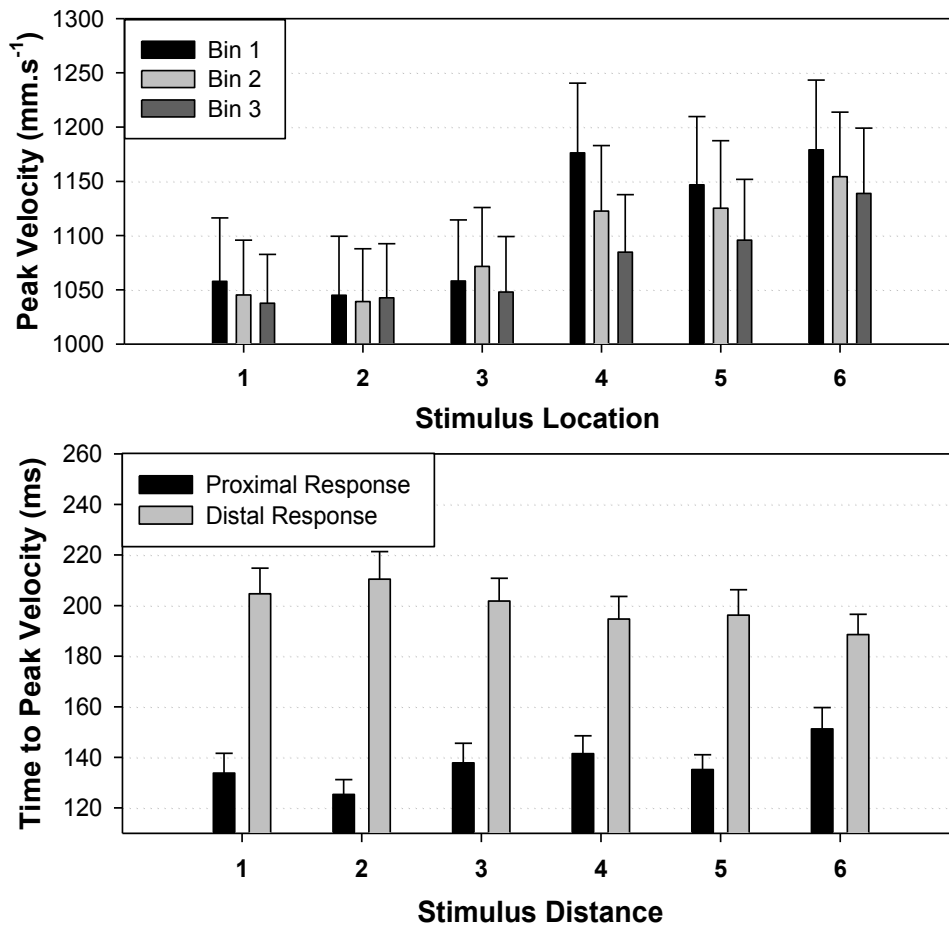 Peak Velocity (mm.s-1)
1300
1250
1200
1150
1100
1050
1000
Bin 1
Bin 2
Bin 3
1 2 3 4 5 6
Stimulus Location
Time to Peak Velocity (ms)
260
240
220
200
180
160
140
120
Proximal Response
Distal Response
1 2 3 4 5 6
Stimulus Distance